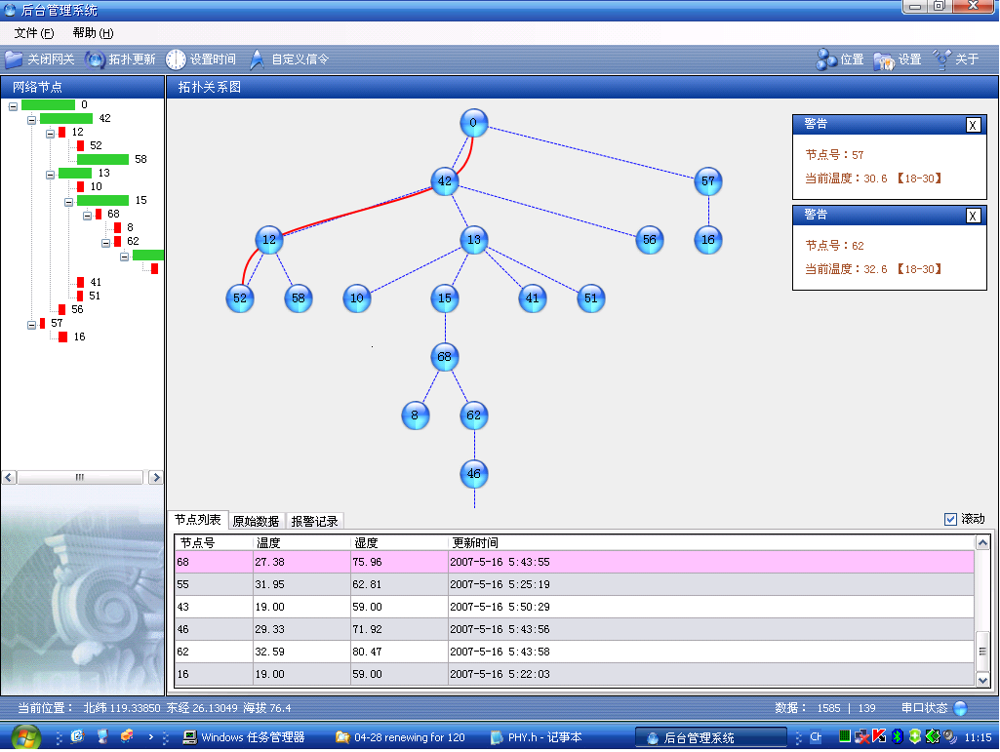 后台管理系统
文件(F) 帮助(H)
关闭网关 拓扑更新 设置时间 自定义信令 位置 设置 关于
网络节点
0
42
12
52
58
13
10
15
68
8
62
41
51
56
57
16
拓扑关系图
0
42 57
12 13 56 16
52 58 10 15 41 51
68
8 62
46
警告 X
节点号：57
当前温度：30.6 【18-30】
警告 X
节点号：62
当前温度：32.6 【18-30】
节点列表 原始数据 报警记录 滚动
节点号 温度 湿度 更新时间
68 27.38 75.96 2007-5-16 5:43:55
55 31.95 62.81 2007-5-16 5:25:19
43 19.00 59.00 2007-5-16 5:50:29
46 29.33 71.92 2007-5-16 5:43:56
62 32.59 80.47 2007-5-16 5:43:58
16 19.00 59.00 2007-5-16 5:22:03
当前位置： 北纬 119.33850 东经 26.13049 海拔 76.4 数据： 1585 | 139 串口状态
Windows 任务管理器 04-28 renewing for 120 PHY.h - 记事本 后台管理系统 CH 11:15